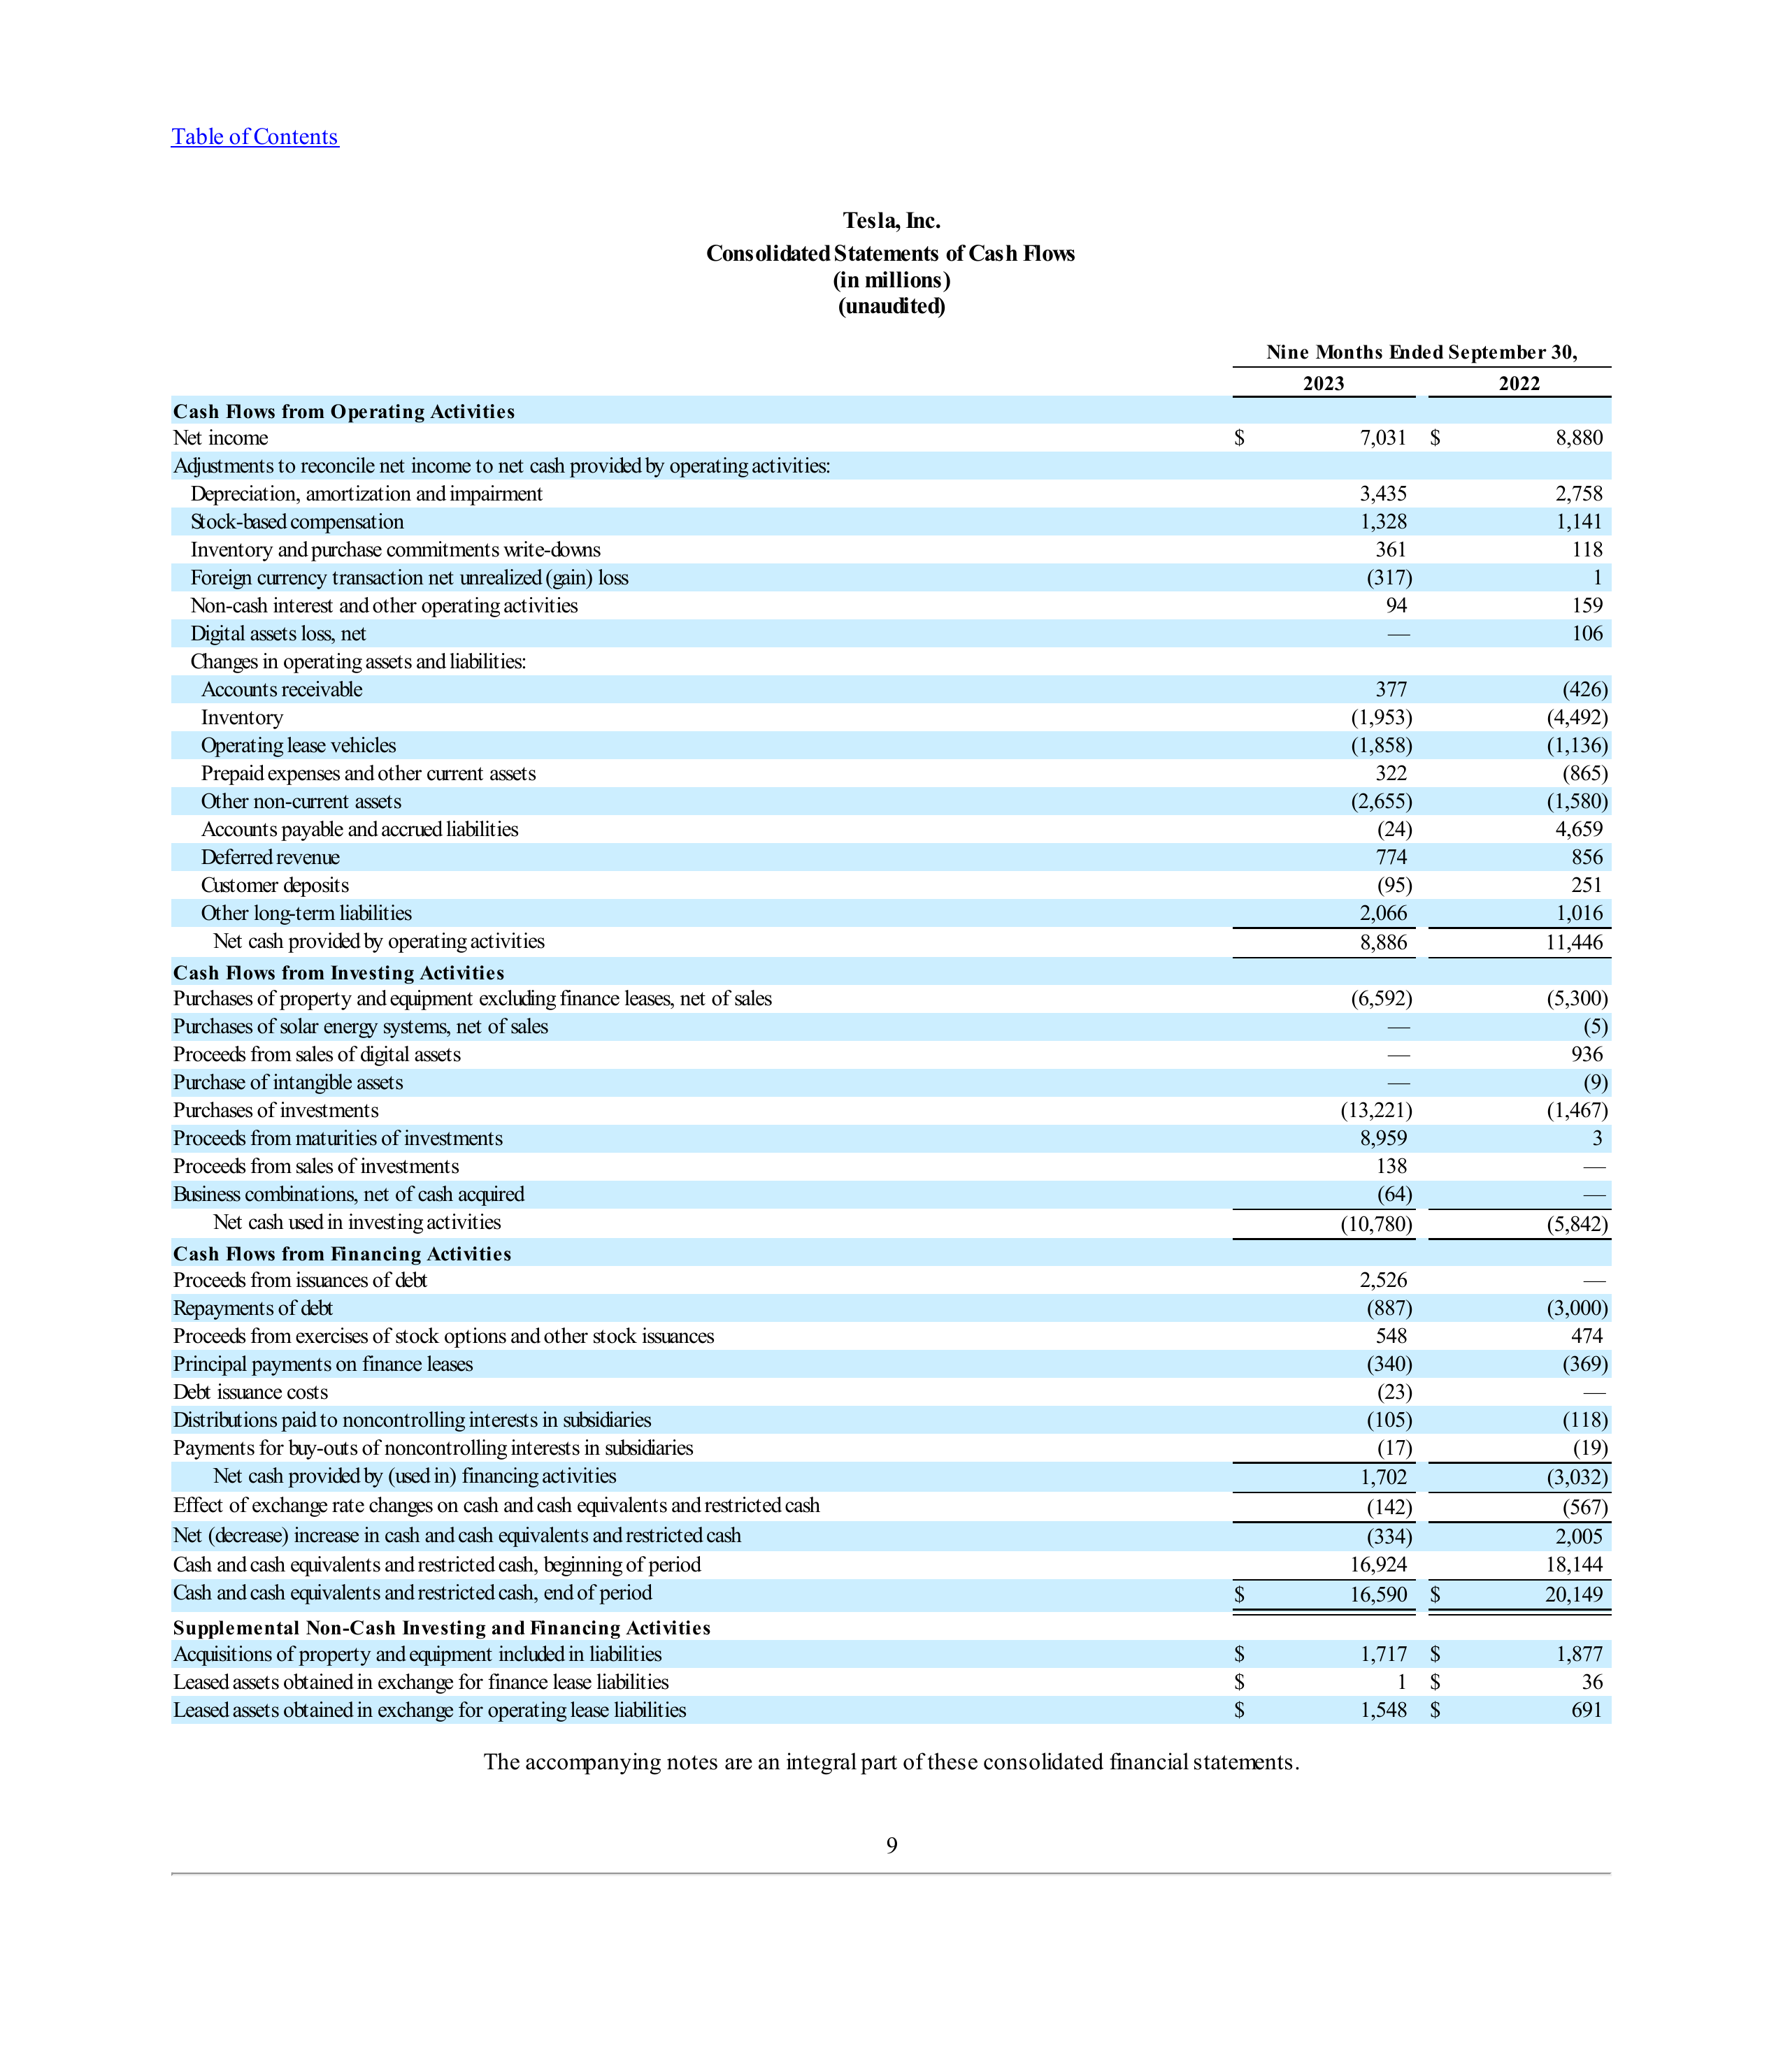 Table of Contents
Tesla, Inc.
Consolidated Statements of Cash Flows
(in millions)
(unaudited)
Nine Months Ended September 30,
2023 2022
Cash Flows from Operating Activities
Net income $ 7,031 $ 8,880
Adjustments to reconcile net income to net cash provided by operating activities:
Depreciation, amortization and impairment 3,435 2,758
Stock-based compensation 1,328 1,141
Inventory and purchase commitments write-downs 361 118
Foreign currency transaction net unrealized (gain) loss (317) 1
Non-cash interest and other operating activities 94 159
Digital assets loss, net — 106
Changes in operating assets and liabilities:
Accounts receivable 377 (426)
Inventory (1,953) (4,492)
Operating lease vehicles (1,858) (1,136)
Prepaid expenses and other current assets 322 (865)
Other non-current assets (2,655) (1,580)
Accounts payable and accrued liabilities (24) 4,659
Deferred revenue 774 856
Customer deposits (95) 251
Other long-term liabilities 2,066 1,016
Net cash provided by operating activities 8,886 11,446
Cash Flows from Investing Activities
Purchases of property and equipment excluding finance leases, net of sales (6,592) (5,300)
Purchases of solar energy systems, net of sales — (5)
Proceeds from sales of digital assets — 936
Purchase of intangible assets — (9)
Purchases of investments (13,221) (1,467)
Proceeds from maturities of investments 8,959 3
Proceeds from sales of investments 138 —
Business combinations, net of cash acquired (64) —
Net cash used in investing activities (10,780) (5,842)
Cash Flows from Financing Activities
Proceeds from issuances of debt 2,526 —
Repayments of debt (887) (3,000)
Proceeds from exercises of stock options and other stock issuances 548 474
Principal payments on finance leases (340) (369)
Debt issuance costs (23) —
Distributions paid to noncontrolling interests in subsidiaries (105) (118)
Payments for buy-outs of noncontrolling interests in subsidiaries (17) (19)
Net cash provided by (used in) financing activities 1,702 (3,032)
Effect of exchange rate changes on cash and cash equivalents and restricted cash (142) (567)
Net (decrease) increase in cash and cash equivalents and restricted cash (334) 2,005
Cash and cash equivalents and restricted cash, beginning of period 16,924 18,144
Cash and cash equivalents and restricted cash, end of period $ 16,590 $ 20,149
Supplemental Non-Cash Investing and Financing Activities
Acquisitions of property and equipment included in liabilities $ 1,717 $ 1,877
Leased assets obtained in exchange for finance lease liabilities $ 1 $ 36
Leased assets obtained in exchange for operating lease liabilities $ 1,548 $ 691
The accompanying notes are an integral part of these consolidated financial statements.
9